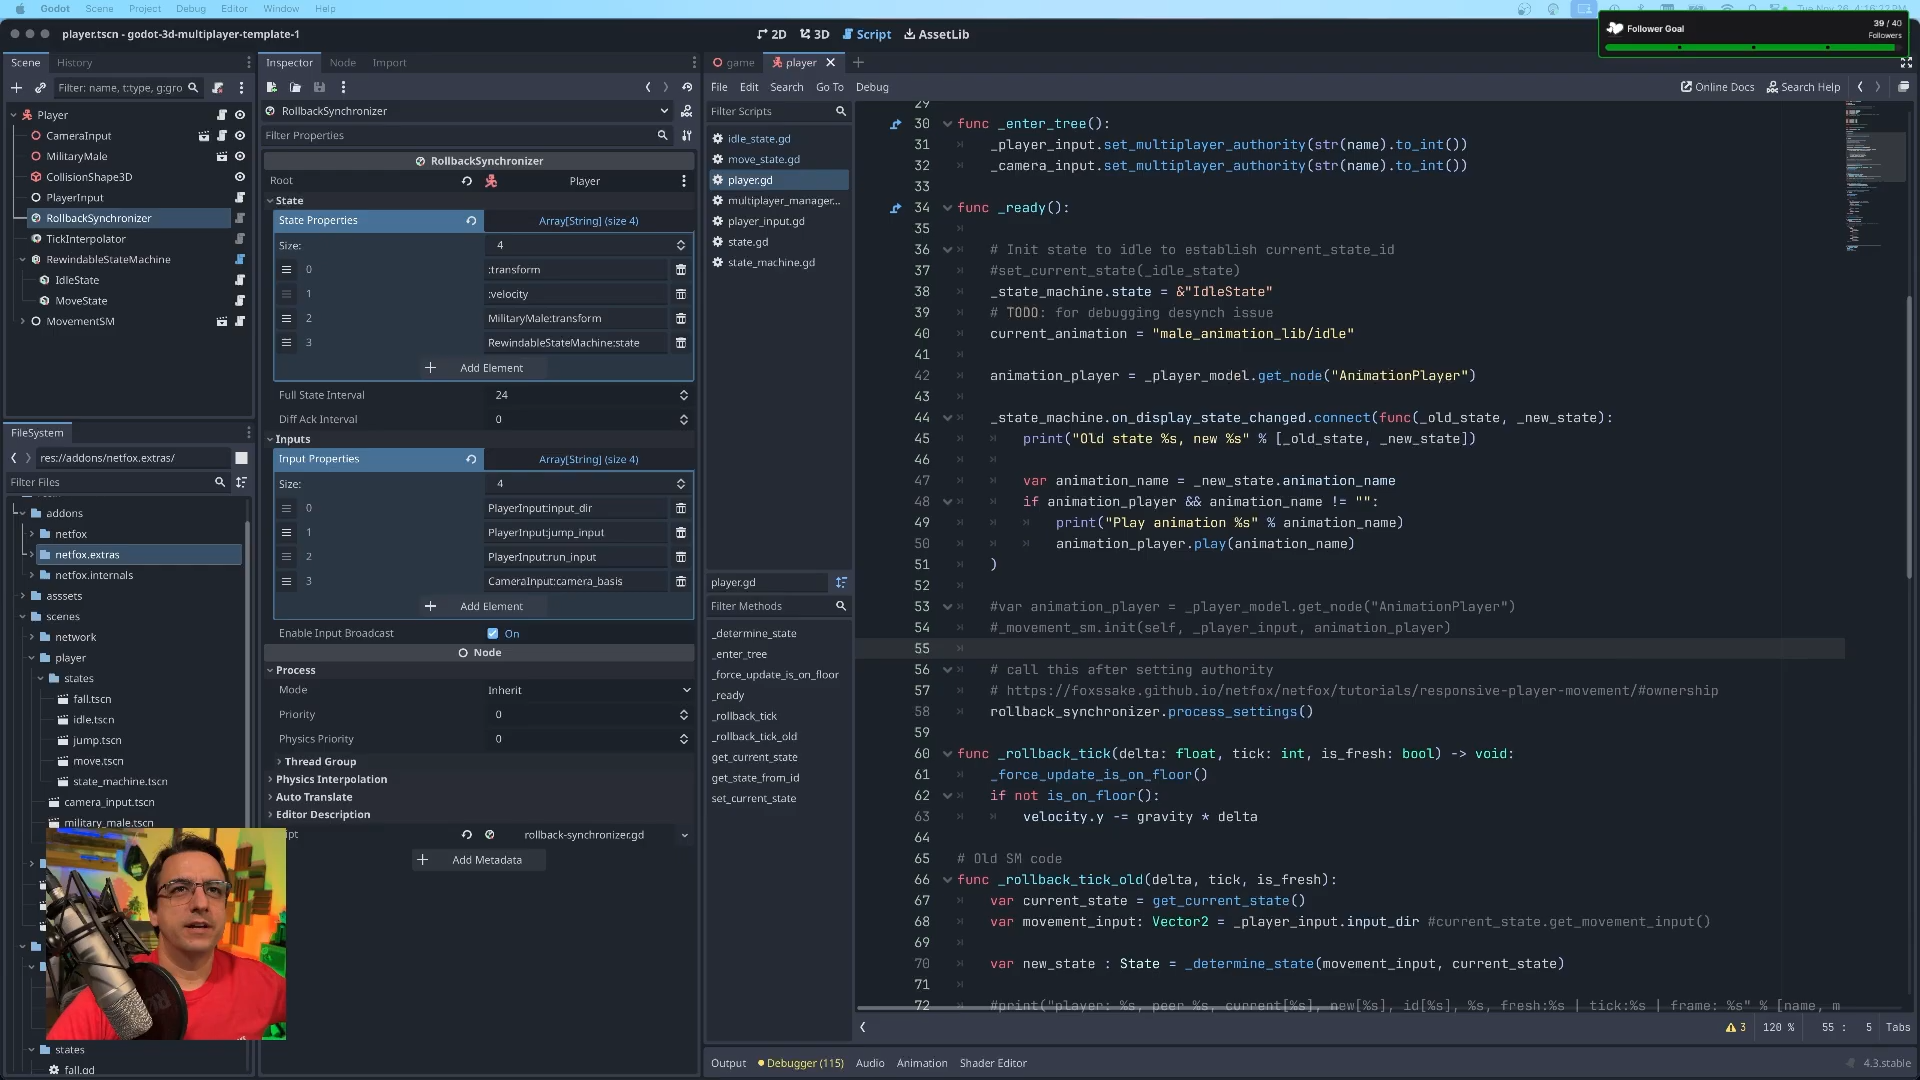 Godot Scene Project Debug Editor Window Help
player.tscn - godot-3d-multiplayer-template-1
2D 3D Script AssetLib
Follower Goal
39 / 40
Followers
Scene History
Filter: name, t:type, g:gro
Player
CameraInput
MilitaryMale
CollisionShape3D
PlayerInput
RollbackSynchronizer
TickInterpolator
RewindableStateMachine
IdleState
MoveState
MovementSM
FileSystem
res://addons/netfox.extras/
Filter Files
addons
netfox
netfox.extras
netfox.internals
asssets
scenes
network
player
states
fall.tscn
idle.tscn
jump.tscn
move.tscn
state_machine.tscn
camera_input.tscn
military_male.tscn
states
fall.gd
Inspector Node Import
RollbackSynchronizer
Filter Properties
RollbackSynchronizer
Root Player
State
State Properties Array[String] (size 4)
Size: 4
0 :transform
1 :velocity
2 MilitaryMale:transform
3 RewindableStateMachine:state
Add Element
Full State Interval 24
Diff Ack Interval 0
Inputs
Input Properties Array[String] (size 4)
Size: 4
0 PlayerInput:input_dir
1 PlayerInput:jump_input
2 PlayerInput:run_input
3 CameraInput:camera_basis
Add Element
Enable Input Broadcast On
Node
Process
Mode Inherit
Priority 0
Physics Priority 0
Thread Group
Physics Interpolation
Auto Translate
Editor Description
ipt rollback-synchronizer.gd
Add Metadata
game player
File Edit Search Go To Debug
Online Docs Search Help
Filter Scripts
idle_state.gd
move_state.gd
player.gd
multiplayer_manager...
player_input.gd
state.gd
state_machine.gd
player.gd
Filter Methods
_determine_state
_enter_tree
_force_update_is_on_floor
_ready
_rollback_tick
_rollback_tick_old
get_current_state
get_state_from_id
set_current_state
29
30 func _enter_tree():
31 _player_input.set_multiplayer_authority(str(name).to_int())
32 _camera_input.set_multiplayer_authority(str(name).to_int())
33
34 func _ready():
35
36 # Init state to idle to establish current_state_id
37 #set_current_state(_idle_state)
38 _state_machine.state = &"IdleState"
39 # TODO: for debugging desynch issue
40 current_animation = "male_animation_lib/idle"
41
42 animation_player = _player_model.get_node("AnimationPlayer")
43
44 _state_machine.on_display_state_changed.connect(func(_old_state, _new_state):
45 print("Old state %s, new %s" % [_old_state, _new_state])
46
47 var animation_name = _new_state.animation_name
48 if animation_player && animation_name != "":
49 print("Play animation %s" % animation_name)
50 animation_player.play(animation_name)
51 )
52
53 #var animation_player = _player_model.get_node("AnimationPlayer")
54 #_movement_sm.init(self, _player_input, animation_player)
55
56 # call this after setting authority
57 # https://foxssake.github.io/netfox/netfox/tutorials/responsive-player-movement/#ownership
58 rollback_synchronizer.process_settings()
59
60 func _rollback_tick(delta: float, tick: int, is_fresh: bool) -> void:
61 _force_update_is_on_floor()
62 if not is_on_floor():
63 velocity.y -= gravity * delta
64
65 # Old SM code
66 func _rollback_tick_old(delta, tick, is_fresh):
67 var current_state = get_current_state()
68 var movement_input: Vector2 = _player_input.input_dir #current_state.get_movement_input()
69
70 var new_state : State = _determine_state(movement_input, current_state)
71
72 #print("player: %s, peer %s, current[%s], new[%s], id[%s], %s, fresh:%s | tick:%s | frame: %s" % [name, m
3 120 % 55 : 5 Tabs
Output Debugger (115) Audio Animation Shader Editor
4.3.stable